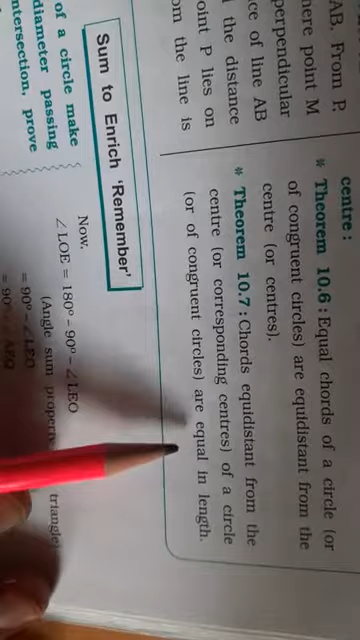 AB. From P,
here point M
perpendicular
ce of line AB
the distance
oint P lies on
om the line is
centre :
* Theorem 10.6 : Equal chords of a circle (or
of congruent circles) are equidistant from the
centre (or centres).
* Theorem 10.7 : Chords equidistant from the
centre (or corresponding centres) of a circle
(or of congruent circles) are equal in length.
Sum to Enrich 'Remember'
of a circle make
diameter passing
ntersection, prove
Now,
∠LOE = 180° – 90° – ∠LEO
(Angle sum property triangle)
= 90° – ∠LEO
= 90° – ∠AEQ